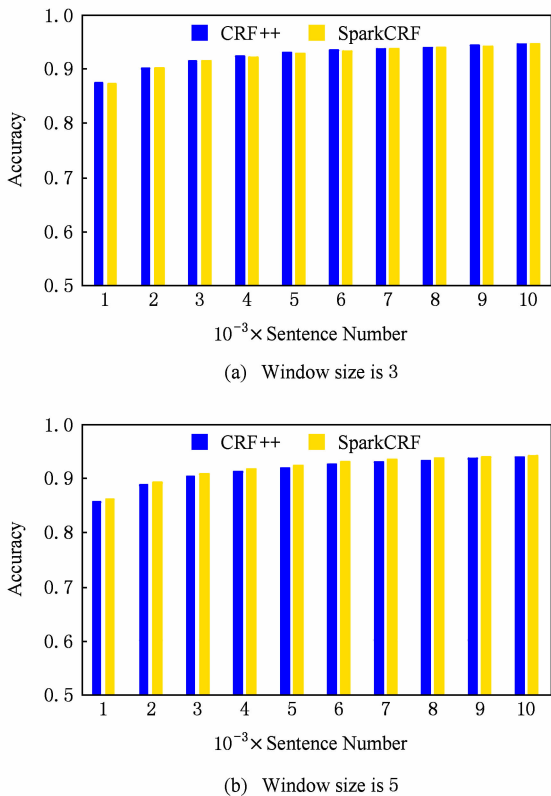 1.0
CRF++ SparkCRF
0.9
0.8
0.7
0.6
0.5
Accuracy
1 2 3 4 5 6 7 8 9 10
10⁻³× Sentence Number
(a) Window size is 3
1.0
CRF++ SparkCRF
0.9
0.8
0.7
0.6
0.5
Accuracy
1 2 3 4 5 6 7 8 9 10
10⁻³× Sentence Number
(b) Window size is 5